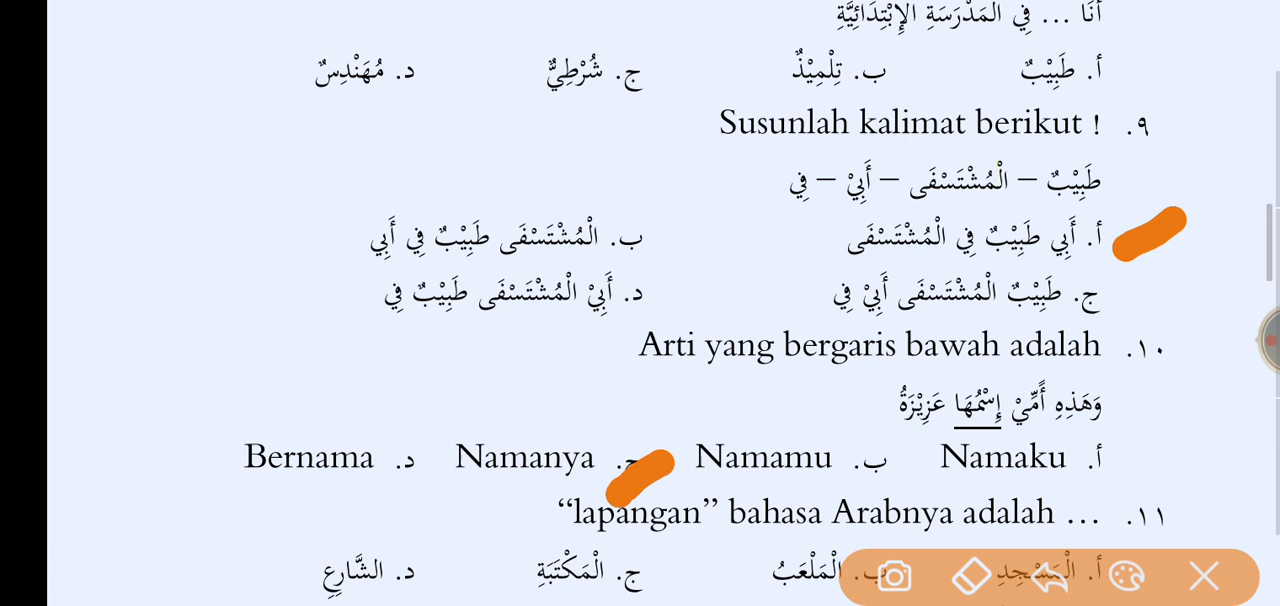 أَنَا ... فِي الْمَدْرَسَةِ الإِبْتِدَائِيَّةِ
أ. طَبِيْبٌ ب. تِلْمِيْذٌ ج. شُرْطِيٌّ د. مُهَنْدِسٌ
٩. Susunlah kalimat berikut !
طَبِيْبٌ – الْمُشْتَسْفَى – أَبِيْ – فِي
أ. أَبِي طَبِيْبٌ فِي الْمُشْتَسْفَى ب. الْمُشْتَسْفَى طَبِيْبٌ فِي أَبِي
ج. طَبِيْبٌ الْمُشْتَسْفَى أَبِيْ فِي د. أَبِيْ الْمُشْتَسْفَى طَبِيْبٌ فِي
١٠. Arti yang bergaris bawah adalah
وَهَذِهِ أُمِّيْ إِسْمُهَا عَزِيْزَةُ
أ. Namaku ب. Namamu ج. Namanya د. Bernama
١١. “lapangan” bahasa Arabnya adalah ...
أ. الْمَسْجِدِ ب. الْمَلْعَبُ ج. الْمَكْتَبَةِ د. الشَّارِعِ